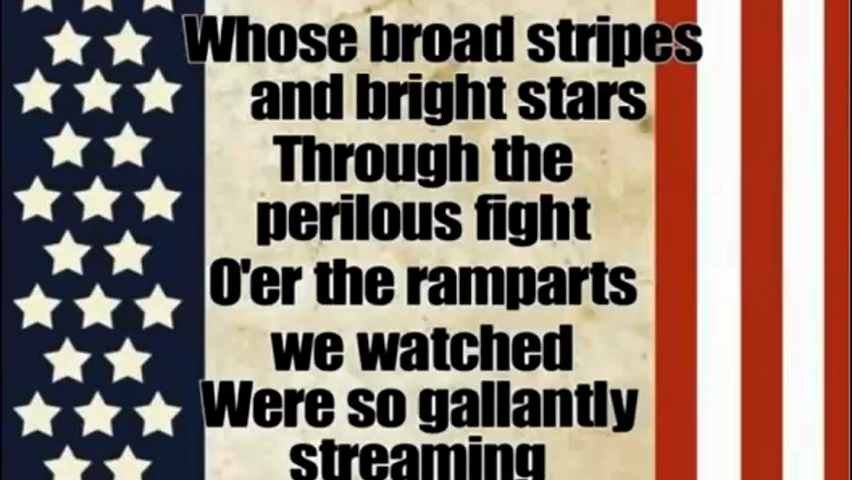 Whose broad stripes
and bright stars
Through the
perilous fight
O'er the ramparts
we watched
Were so gallantly
streaming